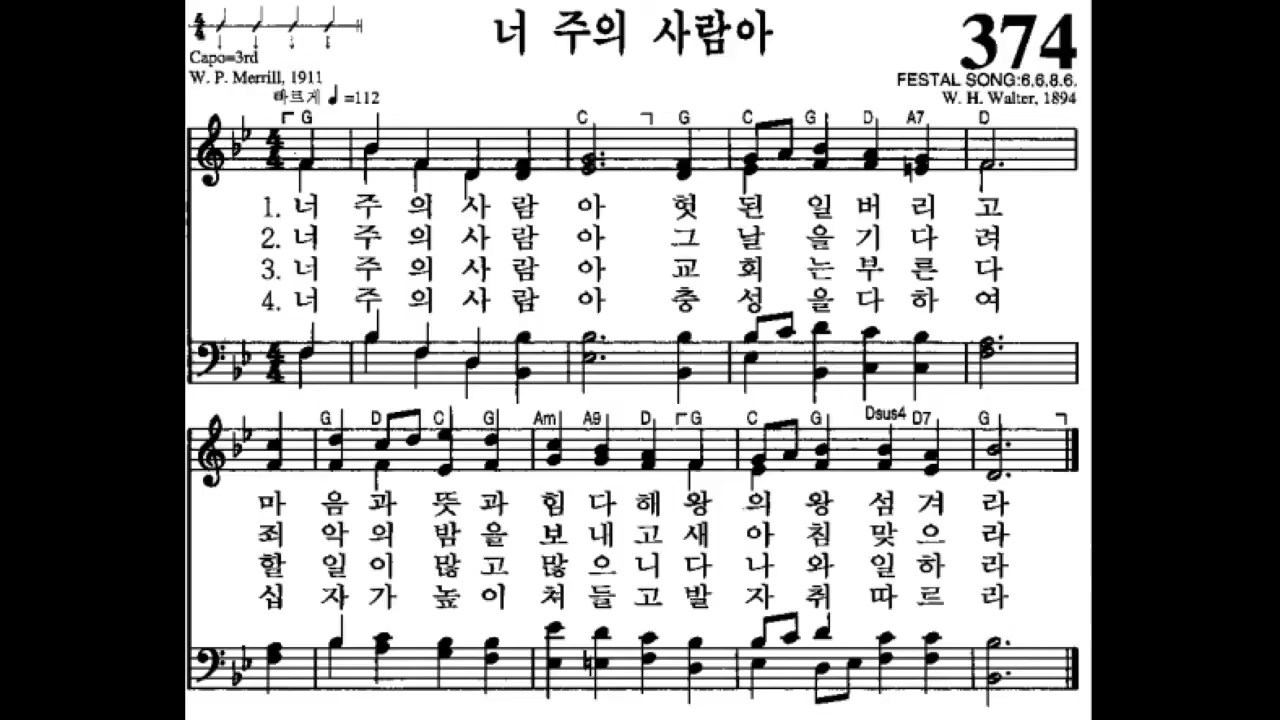 너 주의 사람아
374
Capo=3rd
W. P. Merrill, 1911
FESTAL SONG:6.6.8.6.
빠르게 ♩=112
W. H. Walter, 1894
G C G C G D A7 D
1. 너 주 의 사 람 아 헛 된 일 버 리 고
2. 너 주 의 사 람 아 그 날 을 기 다 려
3. 너 주 의 사 람 아 교 회 는 부 른 다
4. 너 주 의 사 람 아 충 성 을 다 하 여
G D C G Am A9 D G C G Dsus4 D7 G
마 음 과 뜻 과 힘 다 해 왕 의 왕 섬 겨 라
죄 악 의 밤 을 보 내 고 새 아 침 맞 으 라
할 일 이 많 고 많 으 니 다 나 와 일 하 라
십 자 가 높 이 쳐 들 고 발 자 취 따 르 라